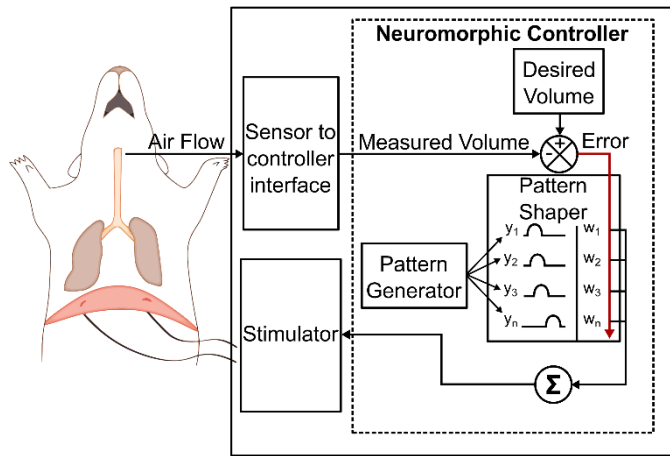 Neuromorphic Controller
Desired
Volume
Air Flow
Sensor to
controller
interface
Measured Volume
+
-
Error
Pattern
Shaper
y1
w1
y2
w2
y3
w3
yn
wn
Pattern
Generator
Stimulator
Σ